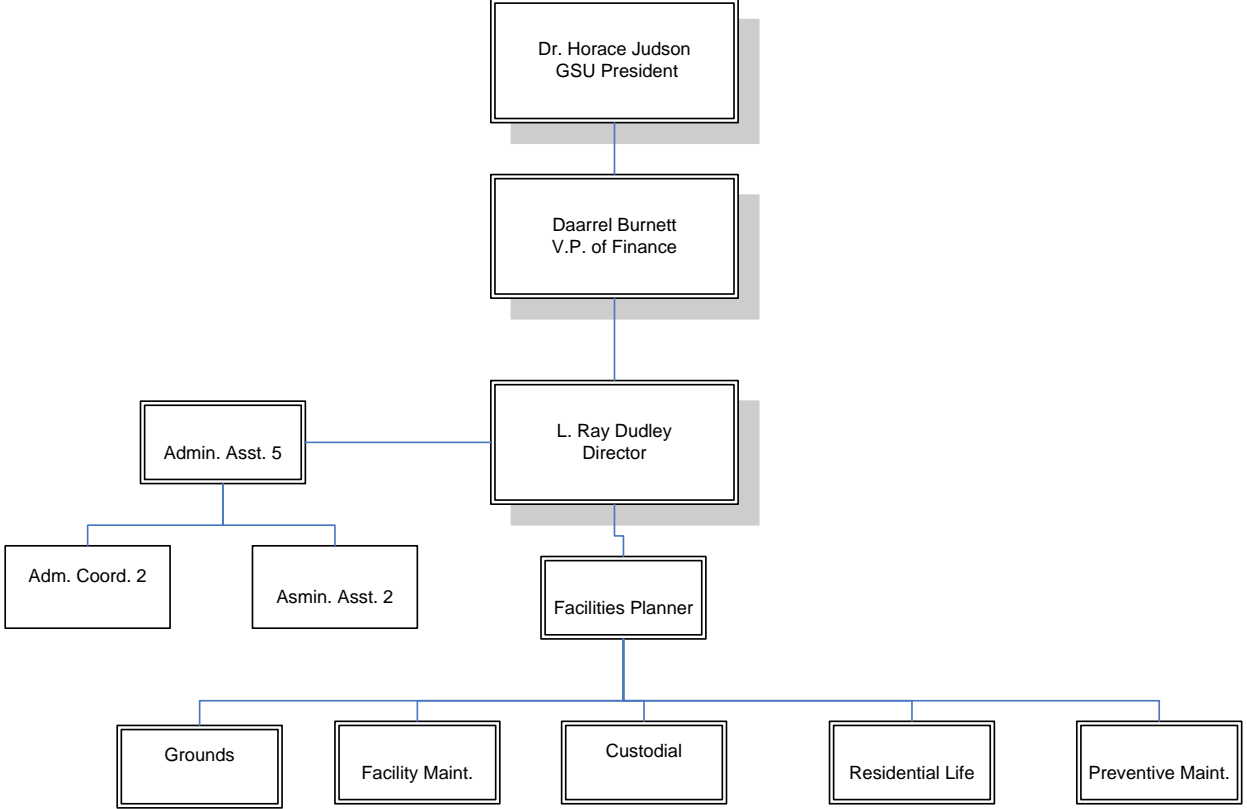 Dr. Horace Judson
GSU President
Daarrel Burnett
V.P. of Finance
L. Ray Dudley
Director
Admin. Asst. 5
Adm. Coord. 2
Asmin. Asst. 2
Facilities Planner
Grounds
Facility Maint.
Custodial
Residential Life
Preventive Maint.